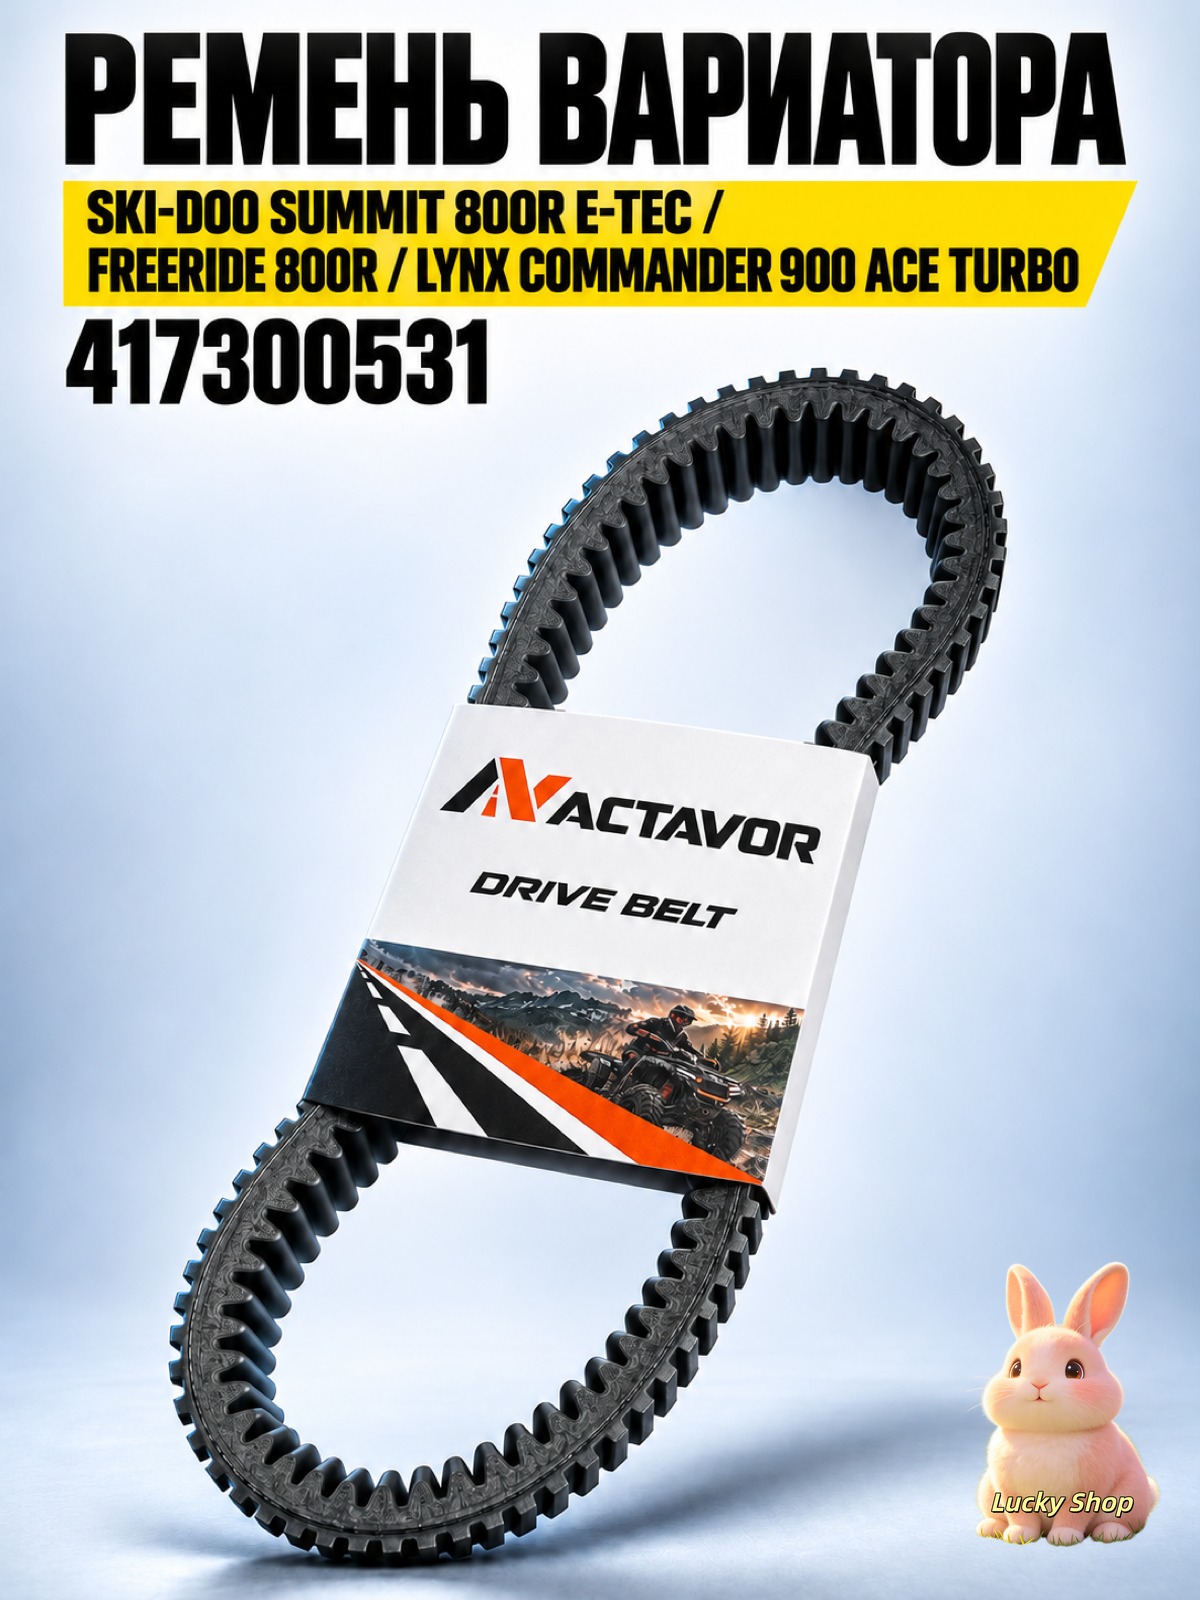 РЕМЕНЬ ВАРИАТОРА
SKI-DOO SUMMIT 800R E-TEC /
FREERIDE 800R / LYNX COMMANDER 900 ACE TURBO
417300531
ACTAVOR
DRIVE BELT
Lucky Shop